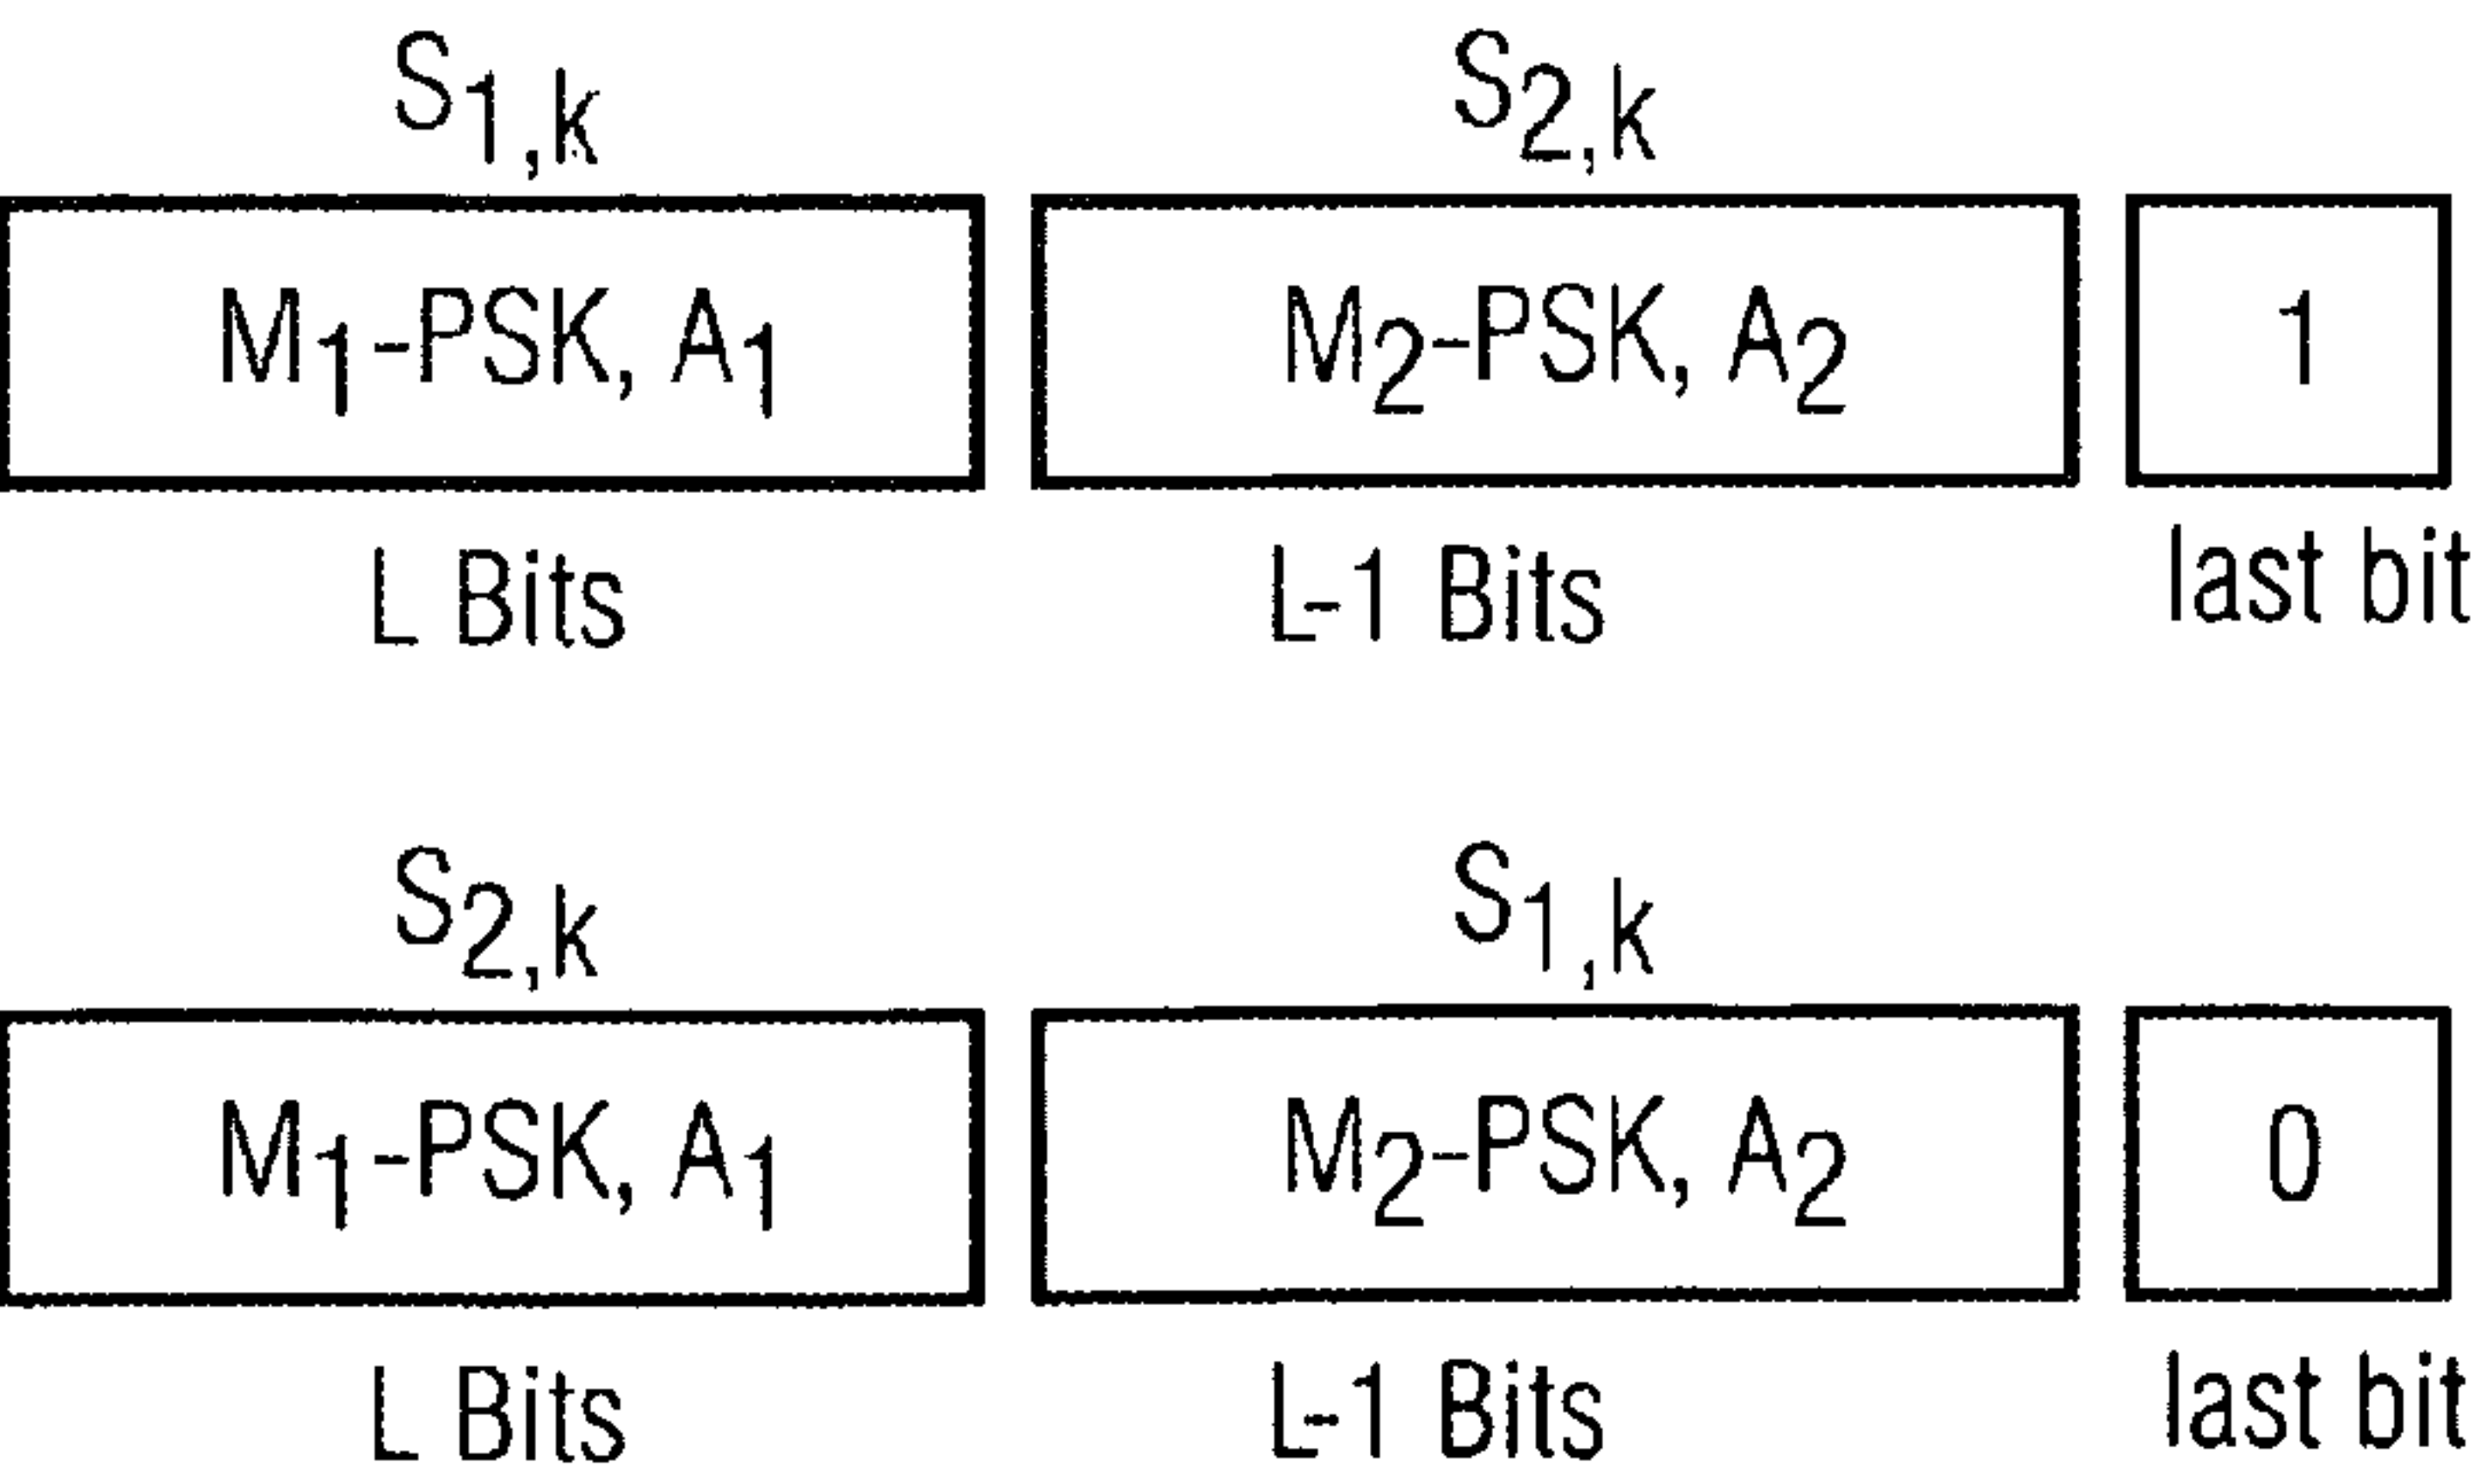 S1,k S2,k
M1-PSK, A1 M2-PSK, A2 1
L Bits L-1 Bits last bit
S2,k S1,k
M1-PSK, A1 M2-PSK, A2 0
L Bits L-1 Bits last bit